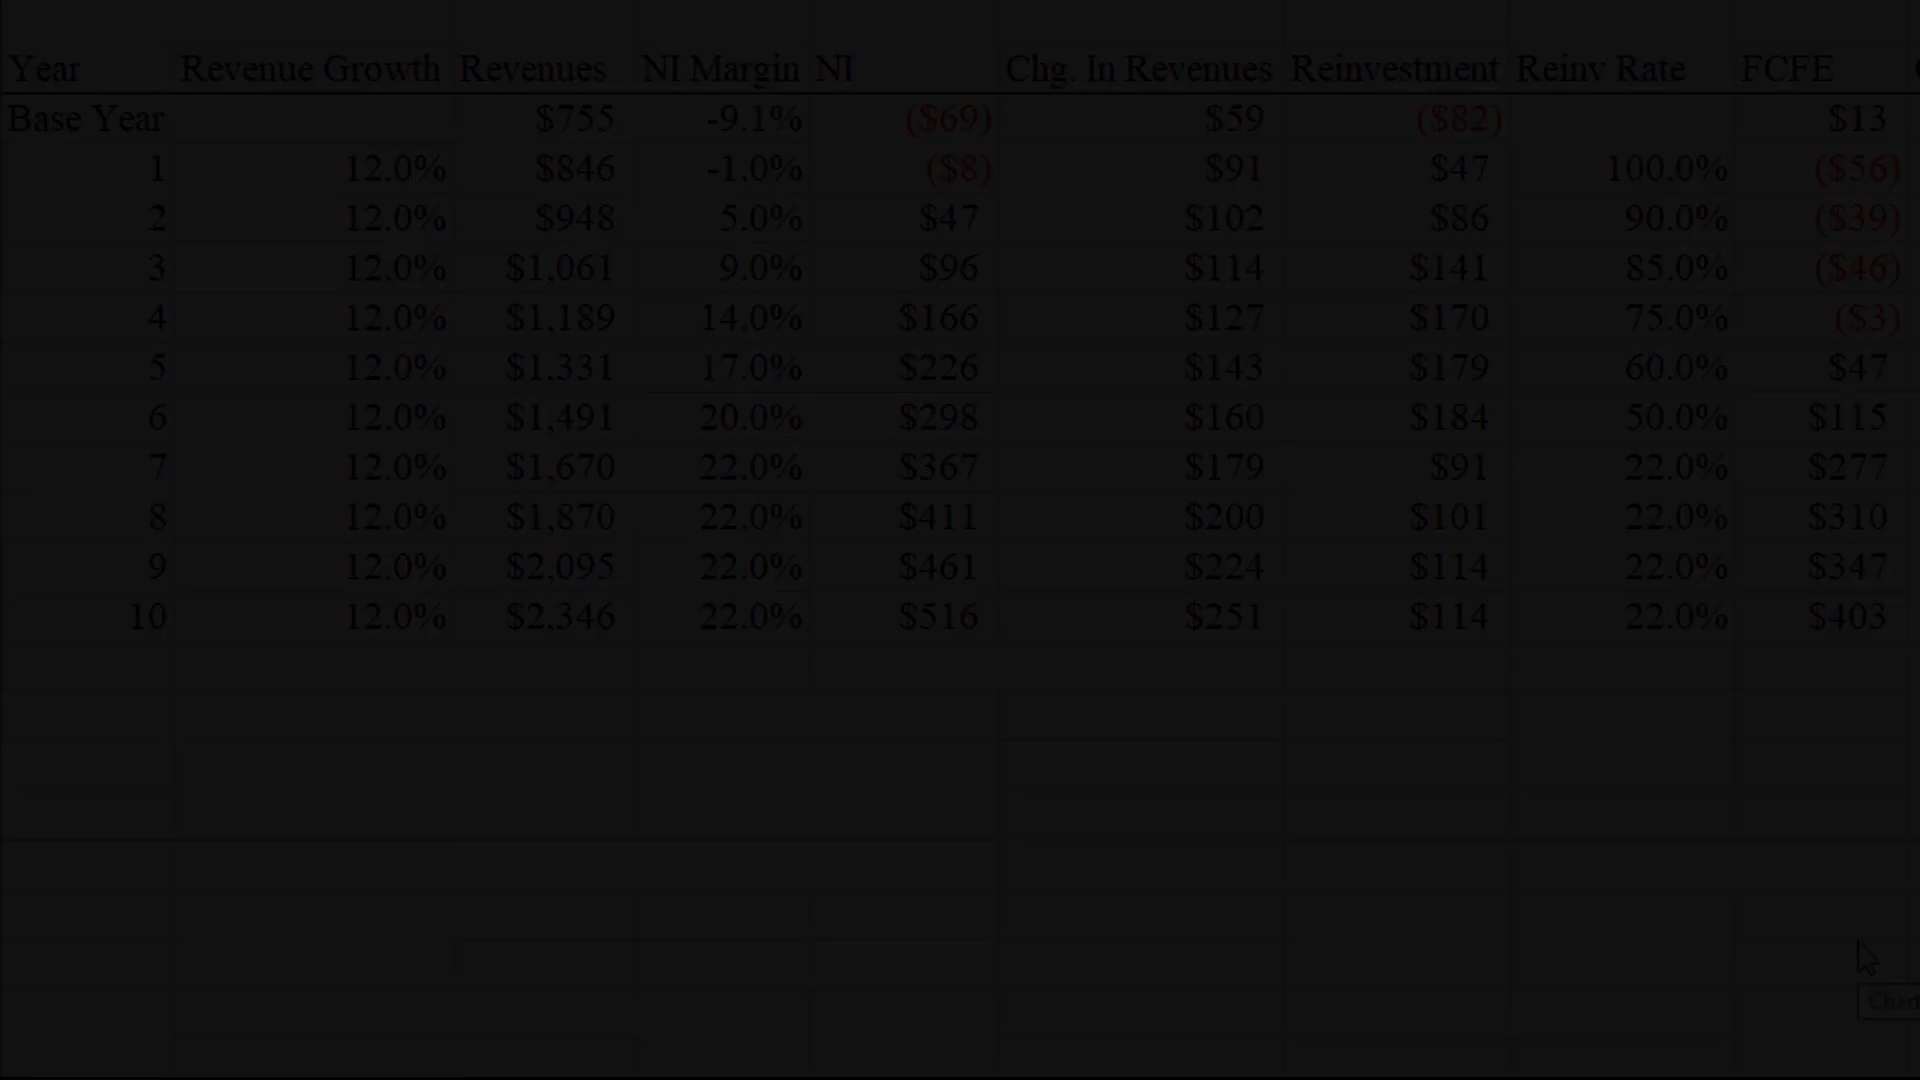 Year Revenue Growth Revenues NI Margin NI Chg. In Revenues Reinvestment Reinv Rate FCFE
Base Year $755 -9.1% ($69) $59 ($82) $13
1 12.0% $846 -1.0% ($8) $91 $47 100.0% ($56)
2 12.0% $948 5.0% $47 $102 $86 90.0% ($39)
3 12.0% $1,061 9.0% $96 $114 $141 85.0% ($46)
4 12.0% $1,189 14.0% $166 $127 $170 75.0% ($3)
5 12.0% $1,331 17.0% $226 $143 $179 60.0% $47
6 12.0% $1,491 20.0% $298 $160 $184 50.0% $115
7 12.0% $1,670 22.0% $367 $179 $91 22.0% $277
8 12.0% $1,870 22.0% $411 $200 $101 22.0% $310
9 12.0% $2,095 22.0% $461 $224 $114 22.0% $347
10 12.0% $2,346 22.0% $516 $251 $114 22.0% $403